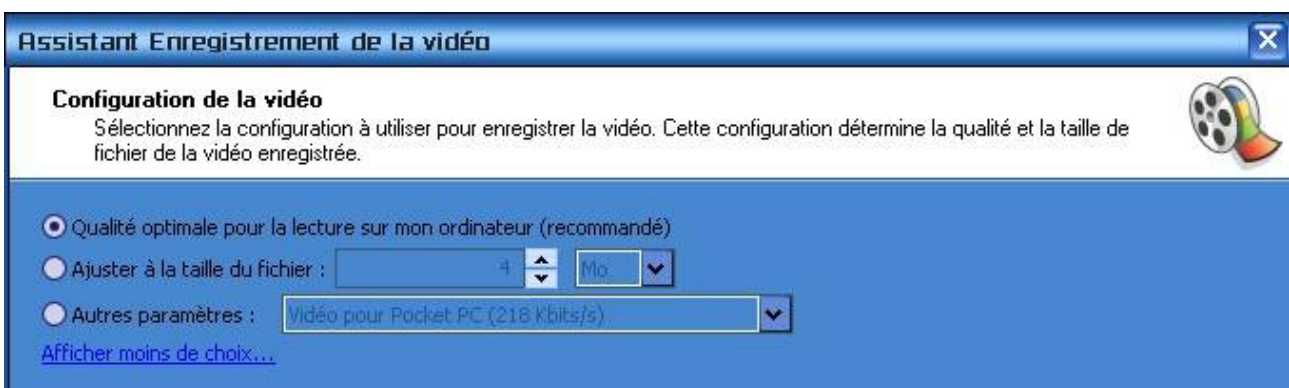 Assistant Enregistrement de la vidéo
Configuration de la vidéo
Sélectionnez la configuration à utiliser pour enregistrer la vidéo. Cette configuration détermine la qualité et la taille de
fichier de la vidéo enregistrée.
Qualité optimale pour la lecture sur mon ordinateur (recommandé)
Ajuster à la taille du fichier : 4 Mo
Autres paramètres : Vidéo pour Pocket PC (218 Kbits/s)
Afficher moins de choix...